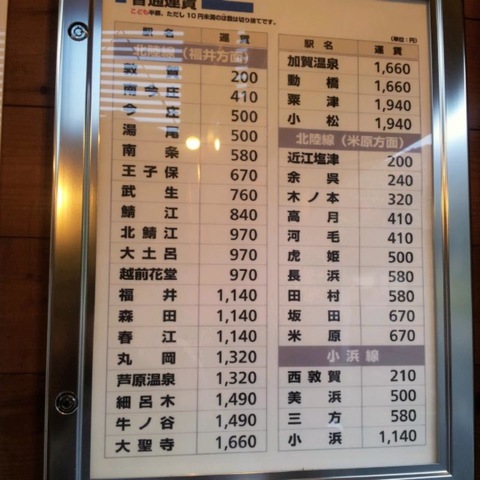 普通運賃
こども半額、ただし10円未満のは数は切り捨てです。
駅名 運賃
北陸線（福井方面）
敦賀 200
南今庄 410
今庄 500
湯尾 500
南条 580
王子保 670
武生 760
鯖江 840
北鯖江 970
大土呂 970
越前花堂 970
福井 1,140
森田 1,140
春江 1,140
丸岡 1,320
芦原温泉 1,320
細呂木 1,490
牛ノ谷 1,490
大聖寺 1,660
(単位：円)
駅名 運賃
加賀温泉 1,660
動橋 1,660
粟津 1,940
小松 1,940
北陸線（米原方面）
近江塩津 200
余呉 240
木ノ本 320
高月 410
河毛 410
虎姫 500
長浜 580
田村 580
坂田 670
米原 670
小浜線
西敦賀 210
美浜 500
三方 580
小浜 1,140